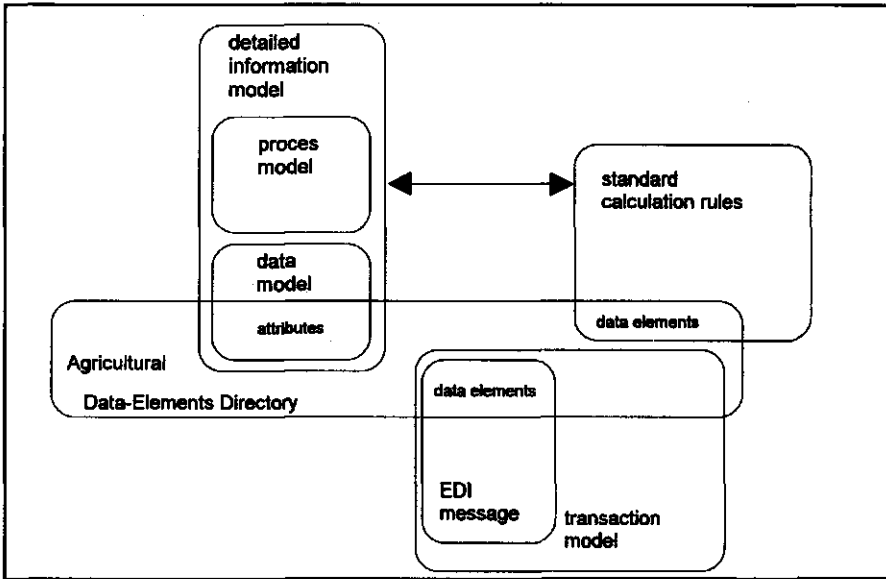 detailed
information
model
proces
model
standard
calculation rules
data
model
attributes
data elements
Agricultural
Data-Elements Directory
data elements
EDI
message
transaction
model